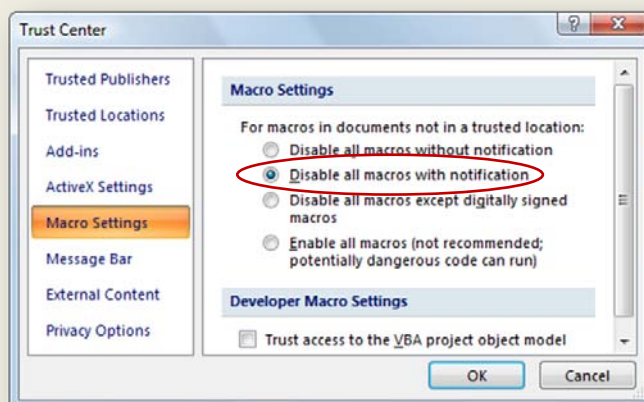 Trust Center
Trusted Publishers
Trusted Locations
Add-ins
ActiveX Settings
Macro Settings
Message Bar
External Content
Privacy Options
Macro Settings
For macros in documents not in a trusted location:
Disable all macros without notification
Disable all macros with notification
Disable all macros except digitally signed
macros
Enable all macros (not recommended;
potentially dangerous code can run)
Developer Macro Settings
Trust access to the VBA project object model
OK
Cancel